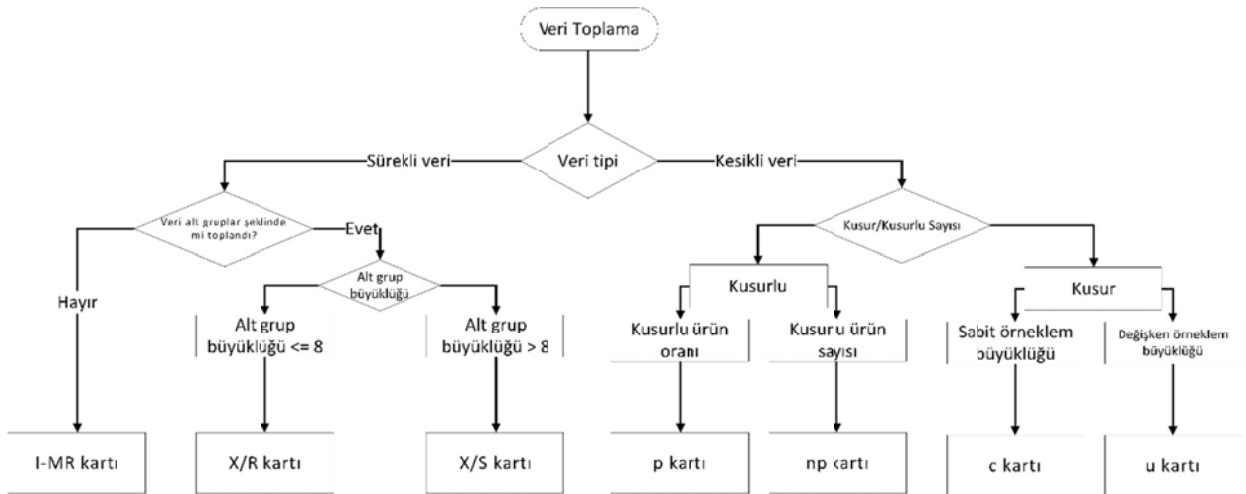 Veri Toplama
Sürekli veri
Veri tipi
Kesikli veri
Veri alt gruplar şeklinde
mi toplandı?
Evet
Kusur/Kusurlu Sayısı
Alt grup
büyüklüğü
Kusurlu
Kusur
Hayır
Alt grup
büyüklüğü <= 8
Alt grup
büyüklüğü > 8
Kusurlu ürün
oranı
Kusurlu ürün
sayısı
Sabit örneklem
büyüklüğü
Değişken örneklem
büyüklüğü
I-MR kartı
X/R kartı
X/S kartı
p kartı
np kartı
c kartı
u kartı